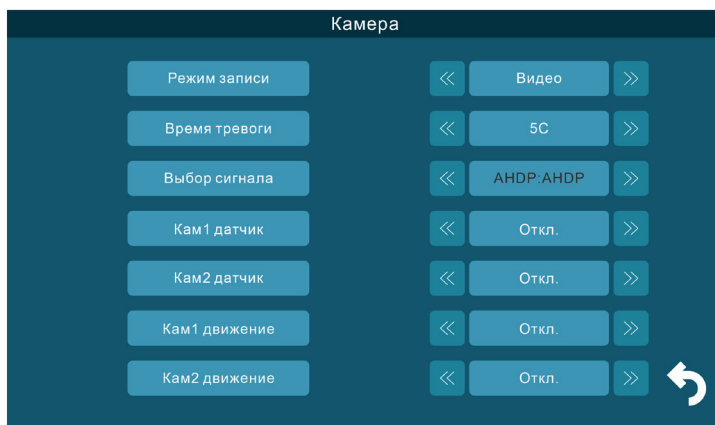 Камера
Режим записи Видео
Время тревоги 5С
Выбор сигнала AHDP:AHDP
Кам1 датчик Откл.
Кам2 датчик Откл.
Кам1 движение Откл.
Кам2 движение Откл.